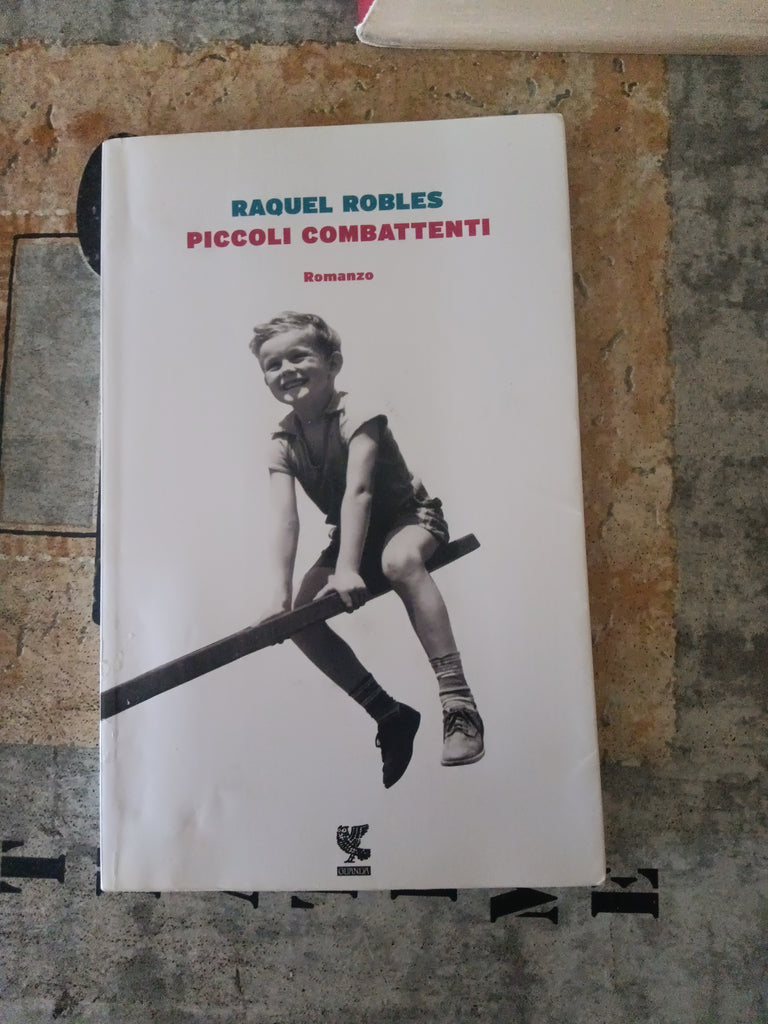 RAQUEL ROBLES
PICCOLI COMBATTENTI
Romanzo
GUANDA